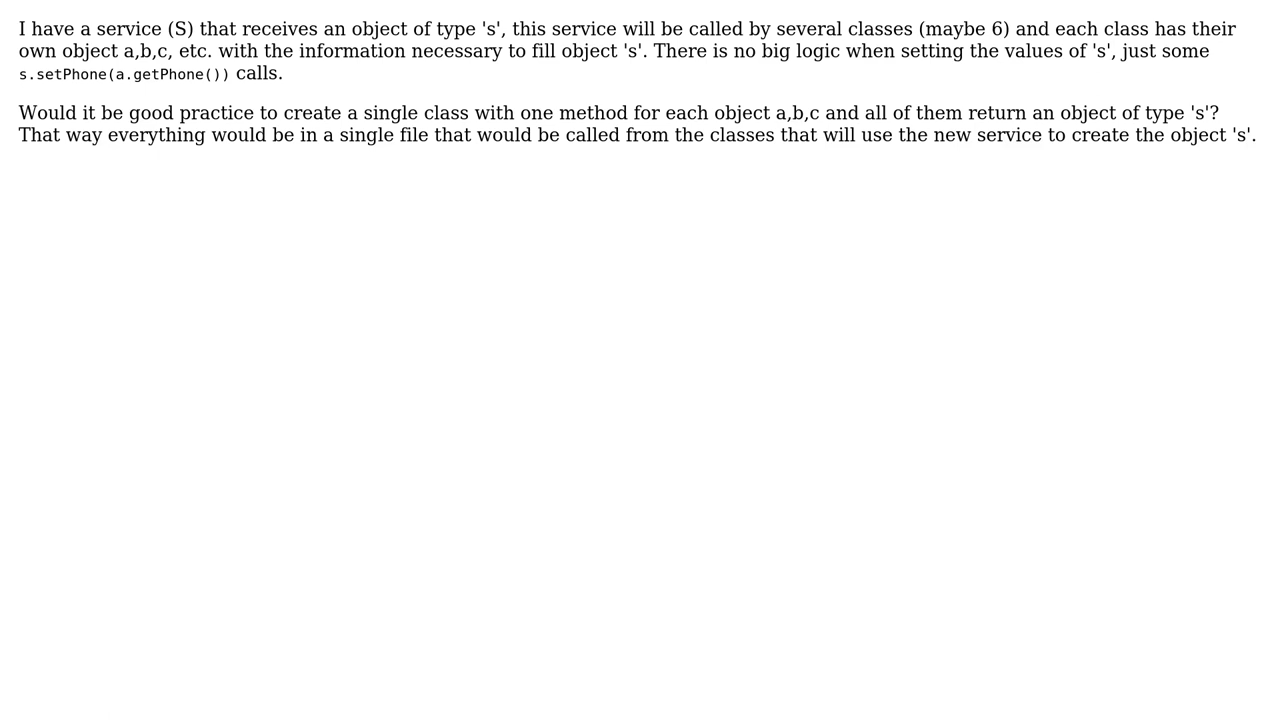 I have a service (S) that receives an object of type 's', this service will be called by several classes (maybe 6) and each class has their
own object a,b,c, etc. with the information necessary to fill object 's'. There is no big logic when setting the values of 's', just some
s.setPhone(a.getPhone()) calls.
Would it be good practice to create a single class with one method for each object a,b,c and all of them return an object of type 's'?
That way everything would be in a single file that would be called from the classes that will use the new service to create the object 's'.